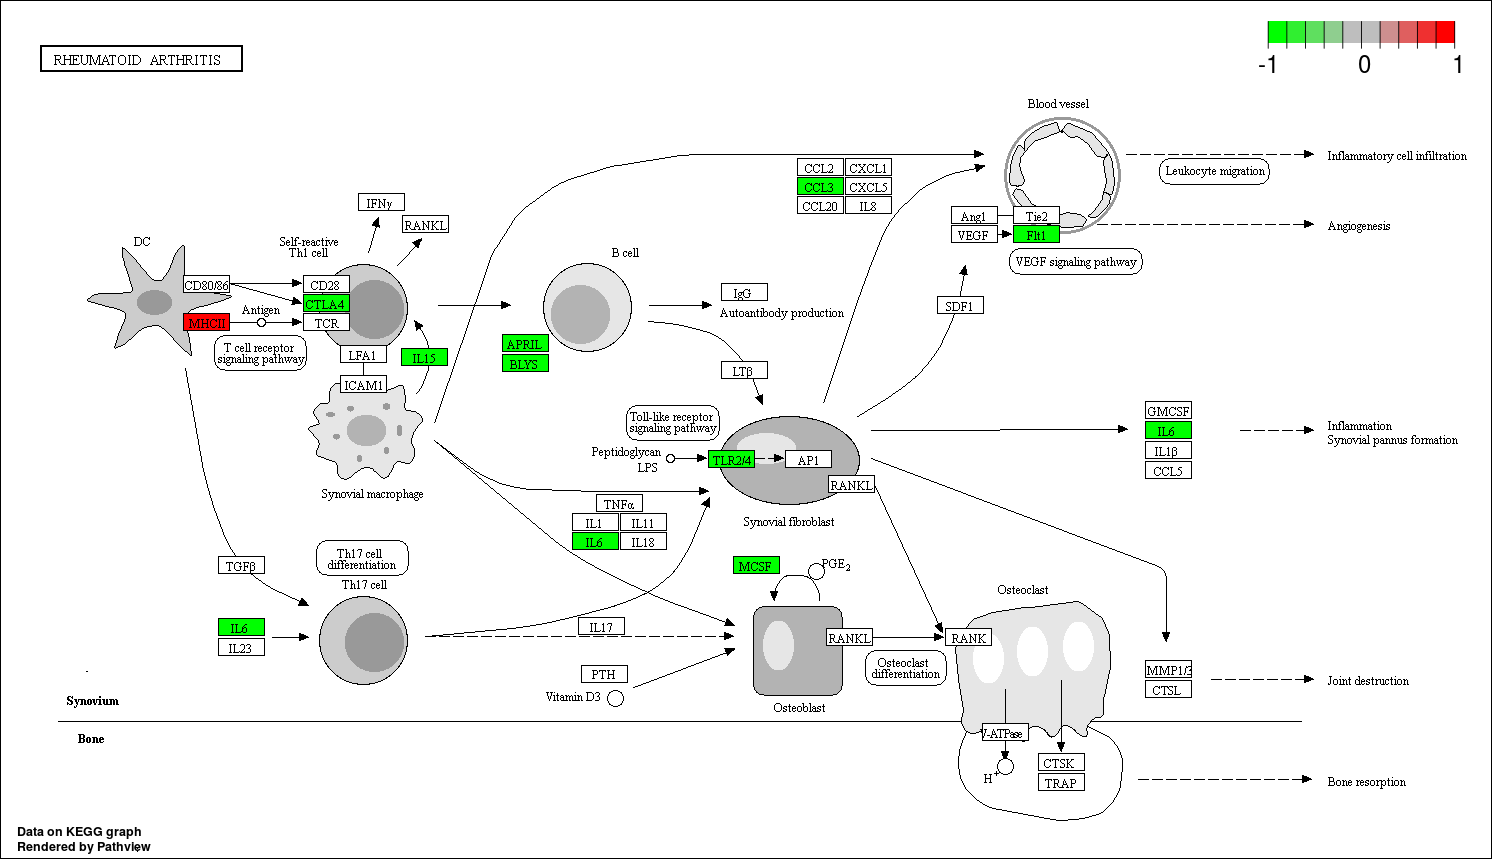 RHEUMATOID ARTHRITIS
-1 0 1
Blood vessel
Inflammatory cell infiltration
Leukocyte migration
CCL2 CXCL1
CCL3 CXCL5
CCL20 IL8
IFNγ
RANKL
Ang1 Tie2
VEGF Flt1
Angiogenesis
VEGF signaling pathway
DC
Self-reactive
Th1 cell
B cell
CD80/86 CD28
CTLA4
Antigen
MHCII TCR
T cell receptor
signaling pathway
LFA1
ICAM1
IL15
IgG
Autoantibody production
SDF1
APRIL
BLYS
LTβ
Toll-like receptor
signaling pathway
Peptidoglycan
LPS
TLR2/4 AP1
RANKL
Synovial fibroblast
GMCSF
IL6
IL1β
CCL5
Inflammation
Synovial pannus formation
Synovial macrophage
TNFα
IL1 IL11
IL6 IL18
TGFβ
Th17 cell
differentiation
Th17 cell
MCSF
PGE2
Osteoclast
IL6
IL23
IL17
RANKL RANK
Osteoclast
differentiation
PTH
Vitamin D3
Osteoblast
MMP1/3
CTSL
Joint destruction
Synovium
Bone
V-ATPase
H+
CTSK
TRAP
Bone resorption
Data on KEGG graph
Rendered by Pathview